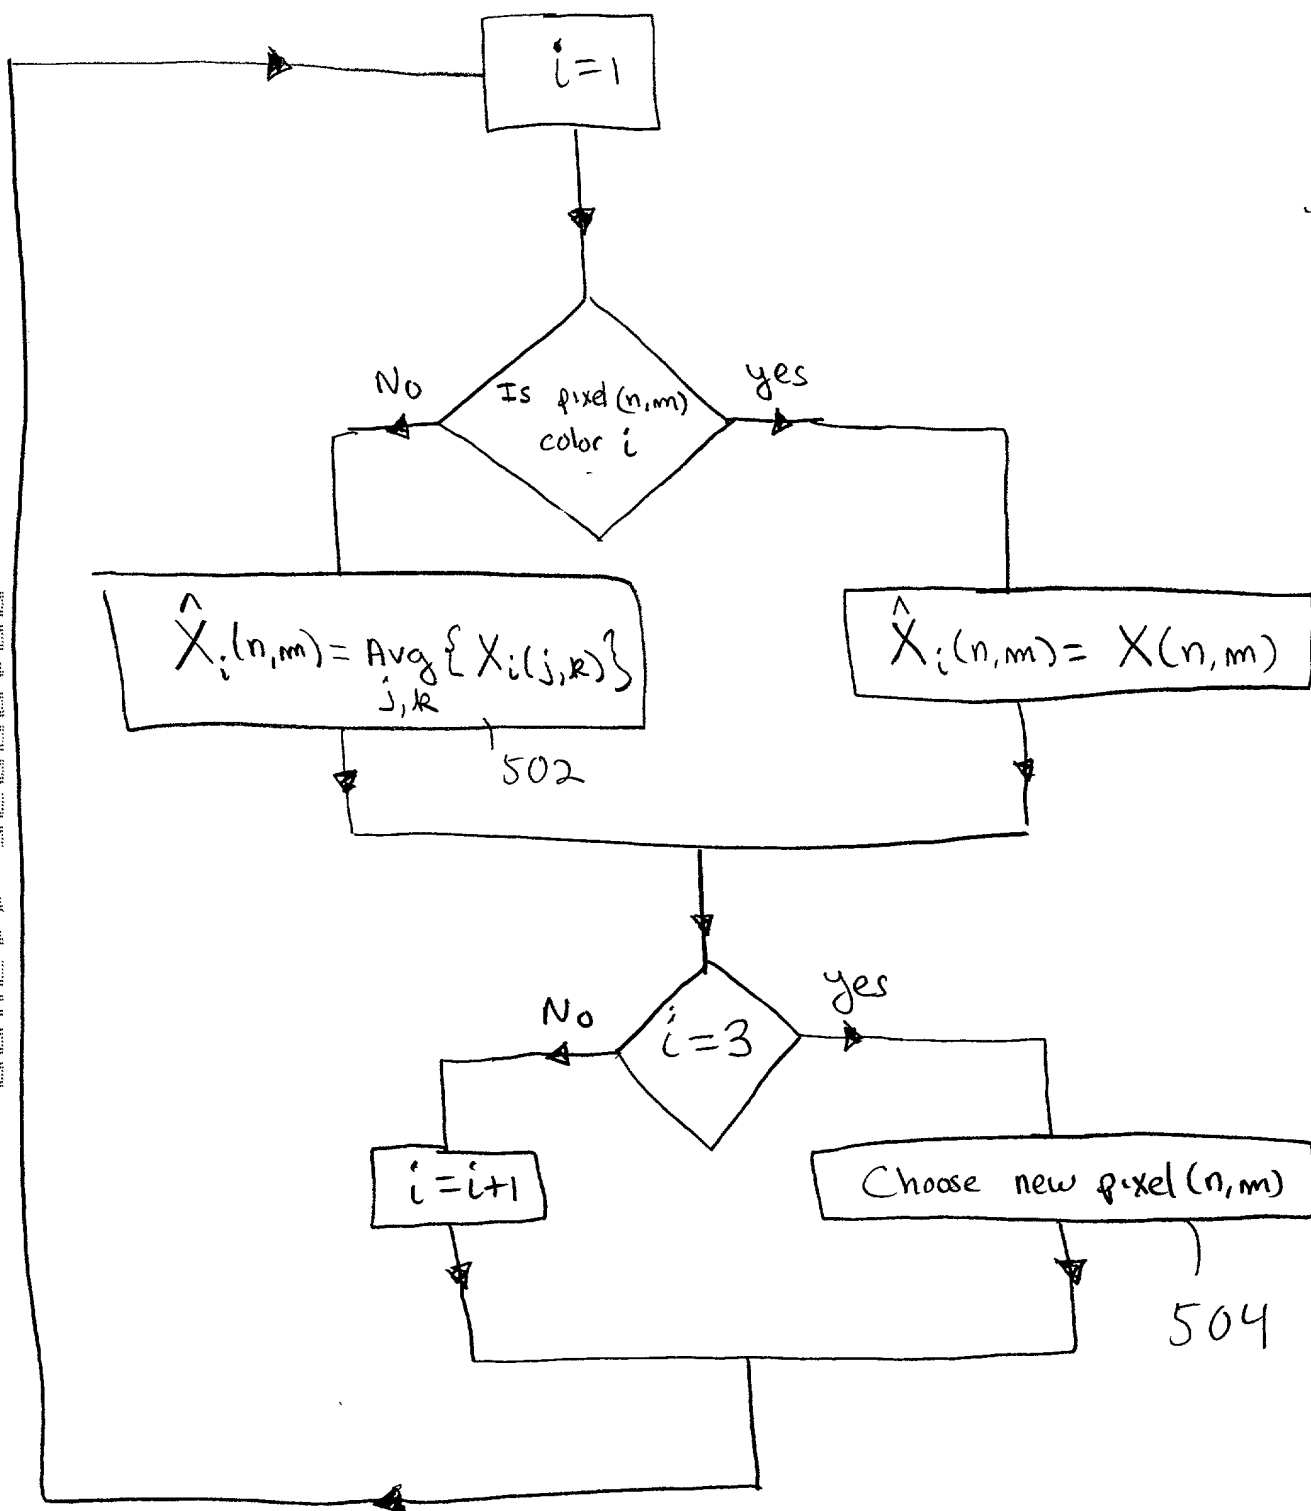 i=1
No
yes
Is pixel(n,m)
color i
X̂i(n,m)= Avg{Xi(j,k)}
j,k
X̂i(n,m)= X(n,m)
502
No
yes
i=3
i=i+1
Choose new pixel(n,m)
504